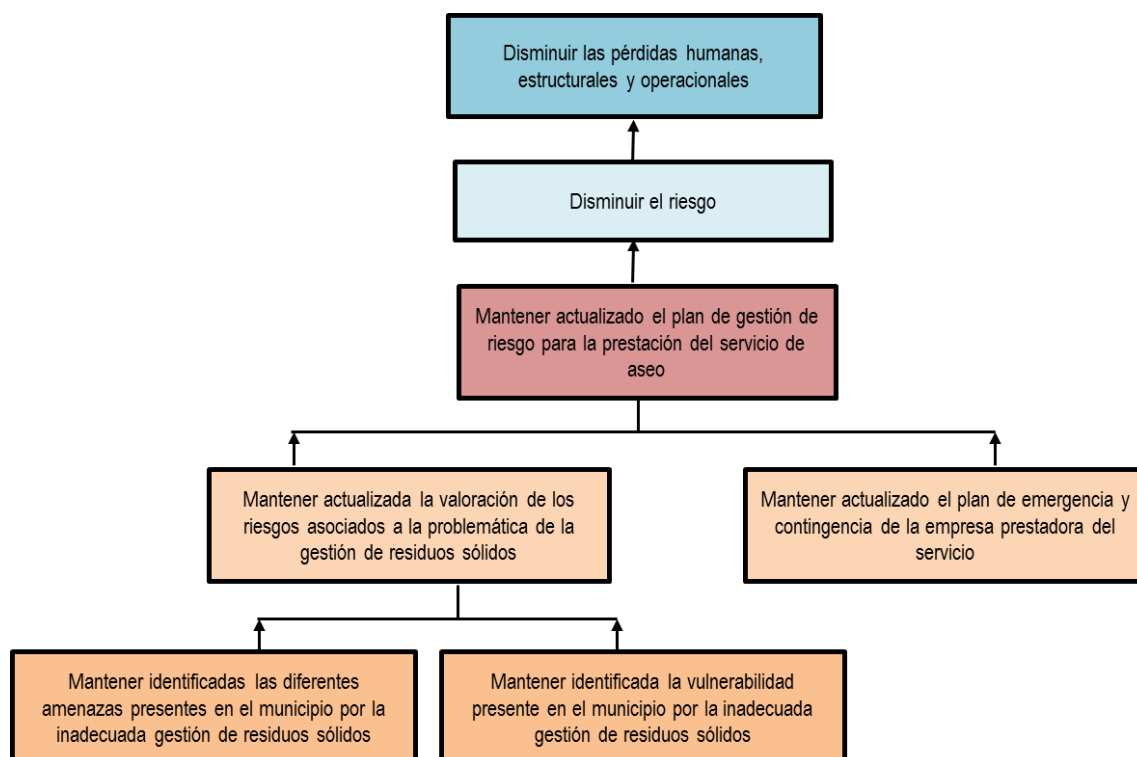 Disminuir las pérdidas humanas,
estructurales y operacionales
Disminuir el riesgo
Mantener actualizado el plan de gestión de
riesgo para la prestación del servicio de
aseo
Mantener actualizada la valoración de los
riesgos asociados a la problemática de la
gestión de residuos sólidos
Mantener actualizado el plan de emergencia y
contingencia de la empresa prestadora del
servicio
Mantener identificadas las diferentes
amenazas presentes en el municipio por la
inadecuada gestión de residuos sólidos
Mantener identificada la vulnerabilidad
presente en el municipio por la inadecuada
gestión de residuos sólidos